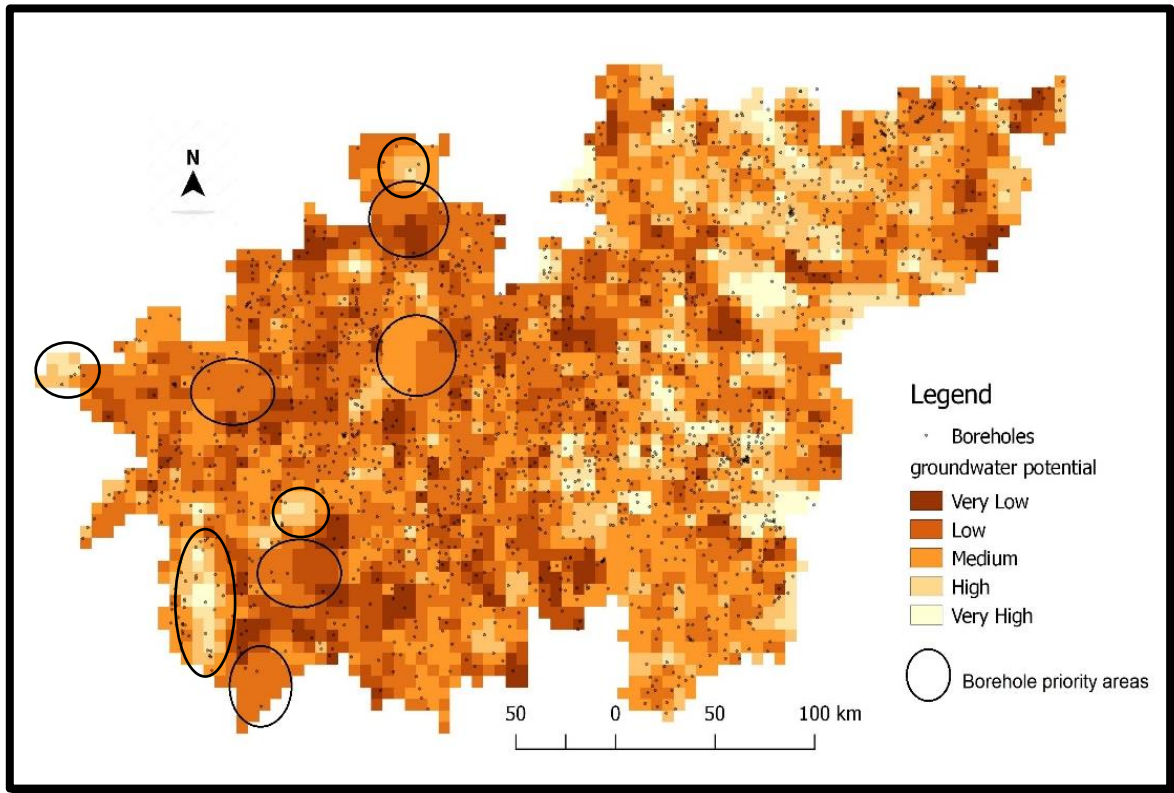 N
Legend
Boreholes
groundwater potential
Very Low
Low
Medium
High
Very High
Borehole priority areas
50 0 50 100 km